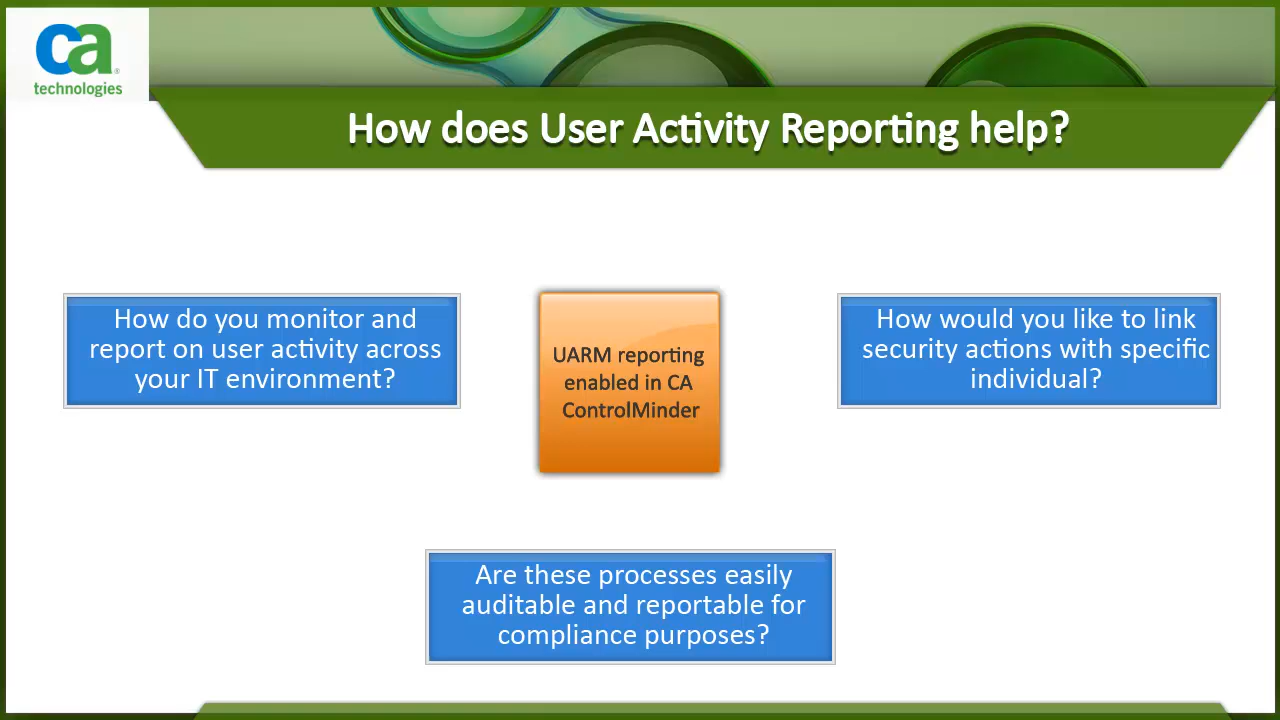 ca
technologies
How does User Activity Reporting help?
How do you monitor and
report on user activity across
your IT environment?
UARM reporting
enabled in CA
ControlMinder
How would you like to link
security actions with specific
individual?
Are these processes easily
auditable and reportable for
compliance purposes?